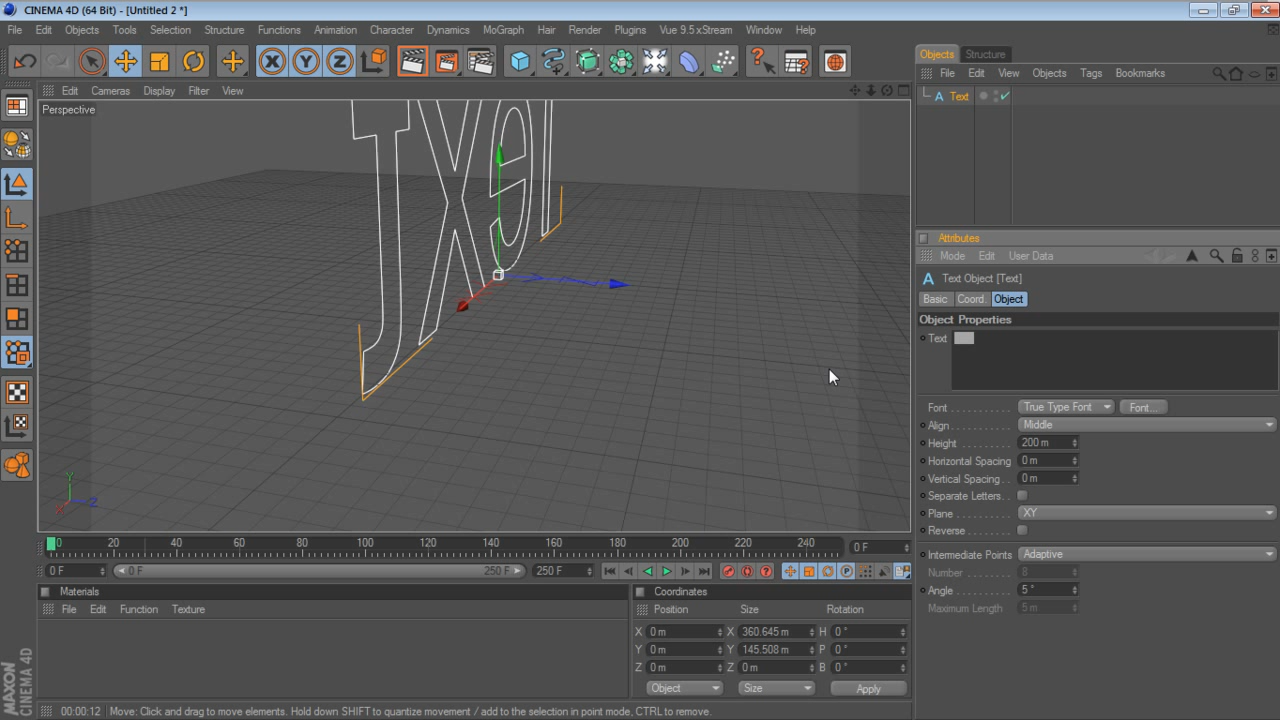 CINEMA 4D (64 Bit) - [Untitled 2 *]
File Edit Objects Tools Selection Structure Functions Animation Character Dynamics MoGraph Hair Render Plugins Vue 9.5 xStream Window Help
Edit Cameras Display Filter View
Perspective
Jxel
Y
Z
X
0 20 40 60 80 100 120 140 160 180 200 220 240
0 F
0 F
0 F
250 F
250 F
Materials
File Edit Function Texture
Coordinates
Position Size Rotation
X 0 m X 360.645 m H 0 °
Y 0 m Y 145.508 m P 0 °
Z 0 m Z 0 m B 0 °
Object Size Apply
00:00:12 Move: Click and drag to move elements. Hold down SHIFT to quantize movement / add to the selection in point mode, CTRL to remove.
MAXON
CINEMA 4D
Objects Structure
File Edit View Objects Tags Bookmarks
A Text
Attributes
Mode Edit User Data
A Text Object [Text]
Basic Coord. Object
Object Properties
Text
Font . . . . . . . . . . . True Type Font Font...
Align . . . . . . . . . . . Middle
Height . . . . . . . . . 200 m
Horizontal Spacing 0 m
Vertical Spacing . . 0 m
Separate Letters. .
Plane . . . . . . . . . . XY
Reverse . . . . . . . .
Intermediate Points Adaptive
Number . . . . . . . . 8
Angle . . . . . . . . . . 5 °
Maximum Length 5 m